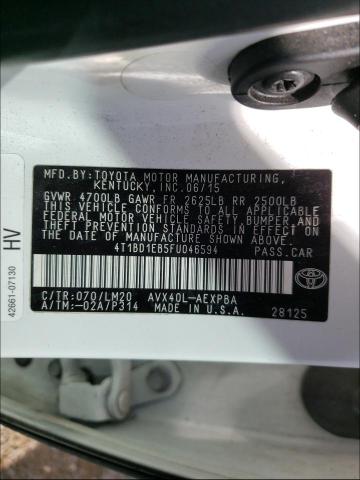 MFD.BY:TOYOTA MOTOR MANUFACTURING,
KENTUCKY, INC.06/15
GVWR 4700LB GAWR FR 2625LB RR 2500LB
THIS VEHICLE CONFORMS TO ALL APPLICABLE
FEDERAL MOTOR VEHICLE SAFETY, BUMPER, AND
THEFT PREVENTION STANDARDS IN EFFECT ON
THE DATE OF MANUFACTURE SHOWN ABOVE.
4T1BD1EB5FU046594 PASS.CAR
C/TR:070/LM20 AVX40L-AEXPBA
A/TM:-02A/P314 MADE IN U.S.A. 28125
42661-07130 HV